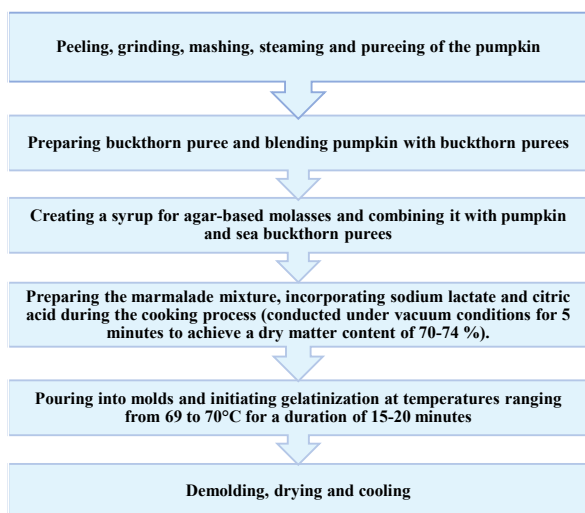 Peeling, grinding, mashing, steaming and pureeing of the pumpkin
Preparing buckthorn puree and blending pumpkin with buckthorn purees
Creating a syrup for agar-based molasses and combining it with pumpkin
and sea buckthorn purees
Preparing the marmalade mixture, incorporating sodium lactate and citric
acid during the cooking process (conducted under vacuum conditions for 5
minutes to achieve a dry matter content of 70-74 %).
Pouring into molds and initiating gelatinization at temperatures ranging
from 69 to 70°C for a duration of 15-20 minutes
Demolding, drying and cooling